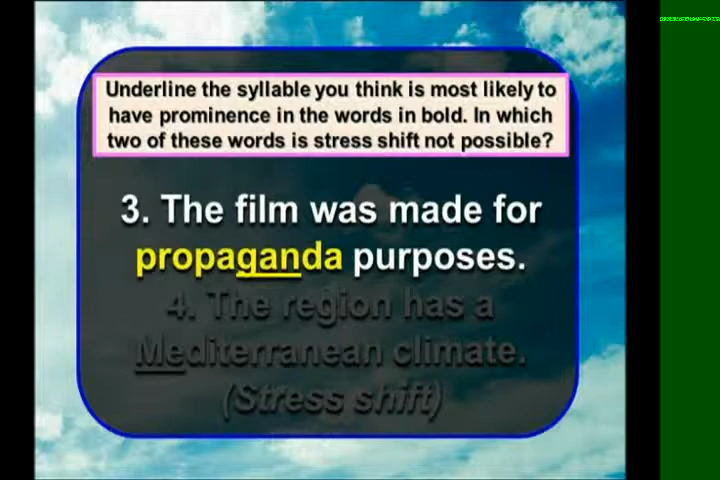 Underline the syllable you think is most likely to
have prominence in the words in bold. In which
two of these words is stress shift not possible?
3. The film was made for
propaganda purposes.
4. The region has a
Mediterranean climate.
(Stress shift)